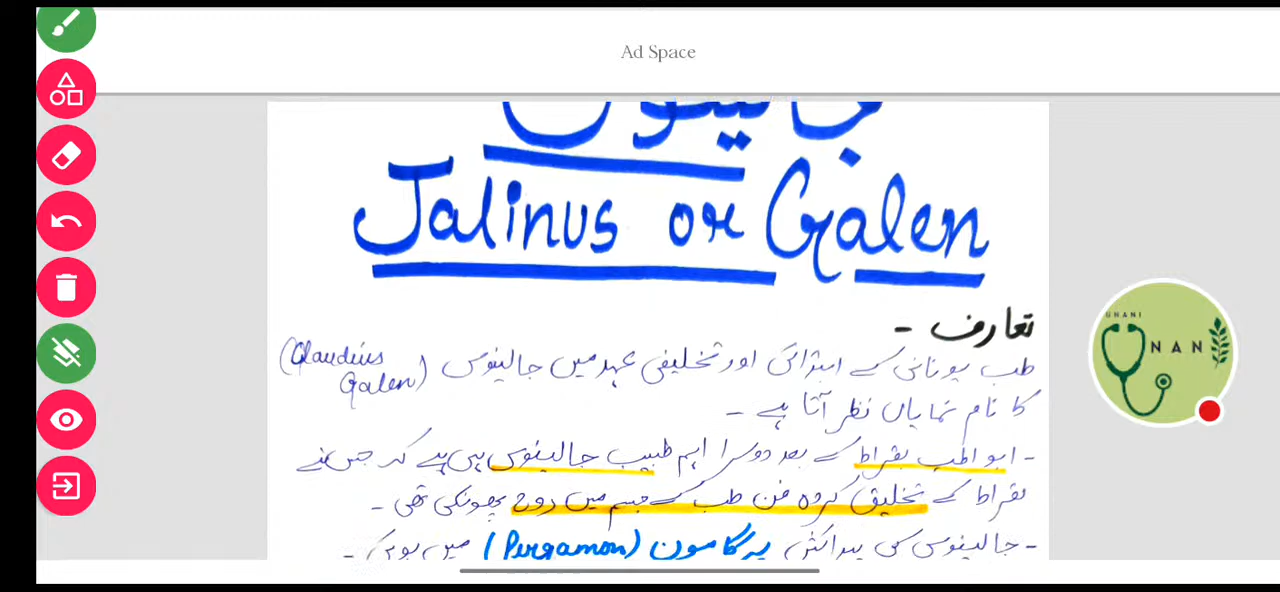 Ad Space
جالینوس
Jalinus or Galen
تعارف -
طب یونانی کے ابتدائی اور تخلیقی عہد میں جالینوس (Claudius Galen)
کا نام نمایاں نظر آتا ہے -
- ابو الطب بقراط کے بعد دوسرا اہم طبیب جالینوس ہی ہے کہ جس نے
بقراط کے تخلیق کردہ فن طب کے جسم میں روح پھونکی تھی -
- جالینوس کی پیدائش پرگامون (Pergamon) میں ہوئی -
UNANI
NAN